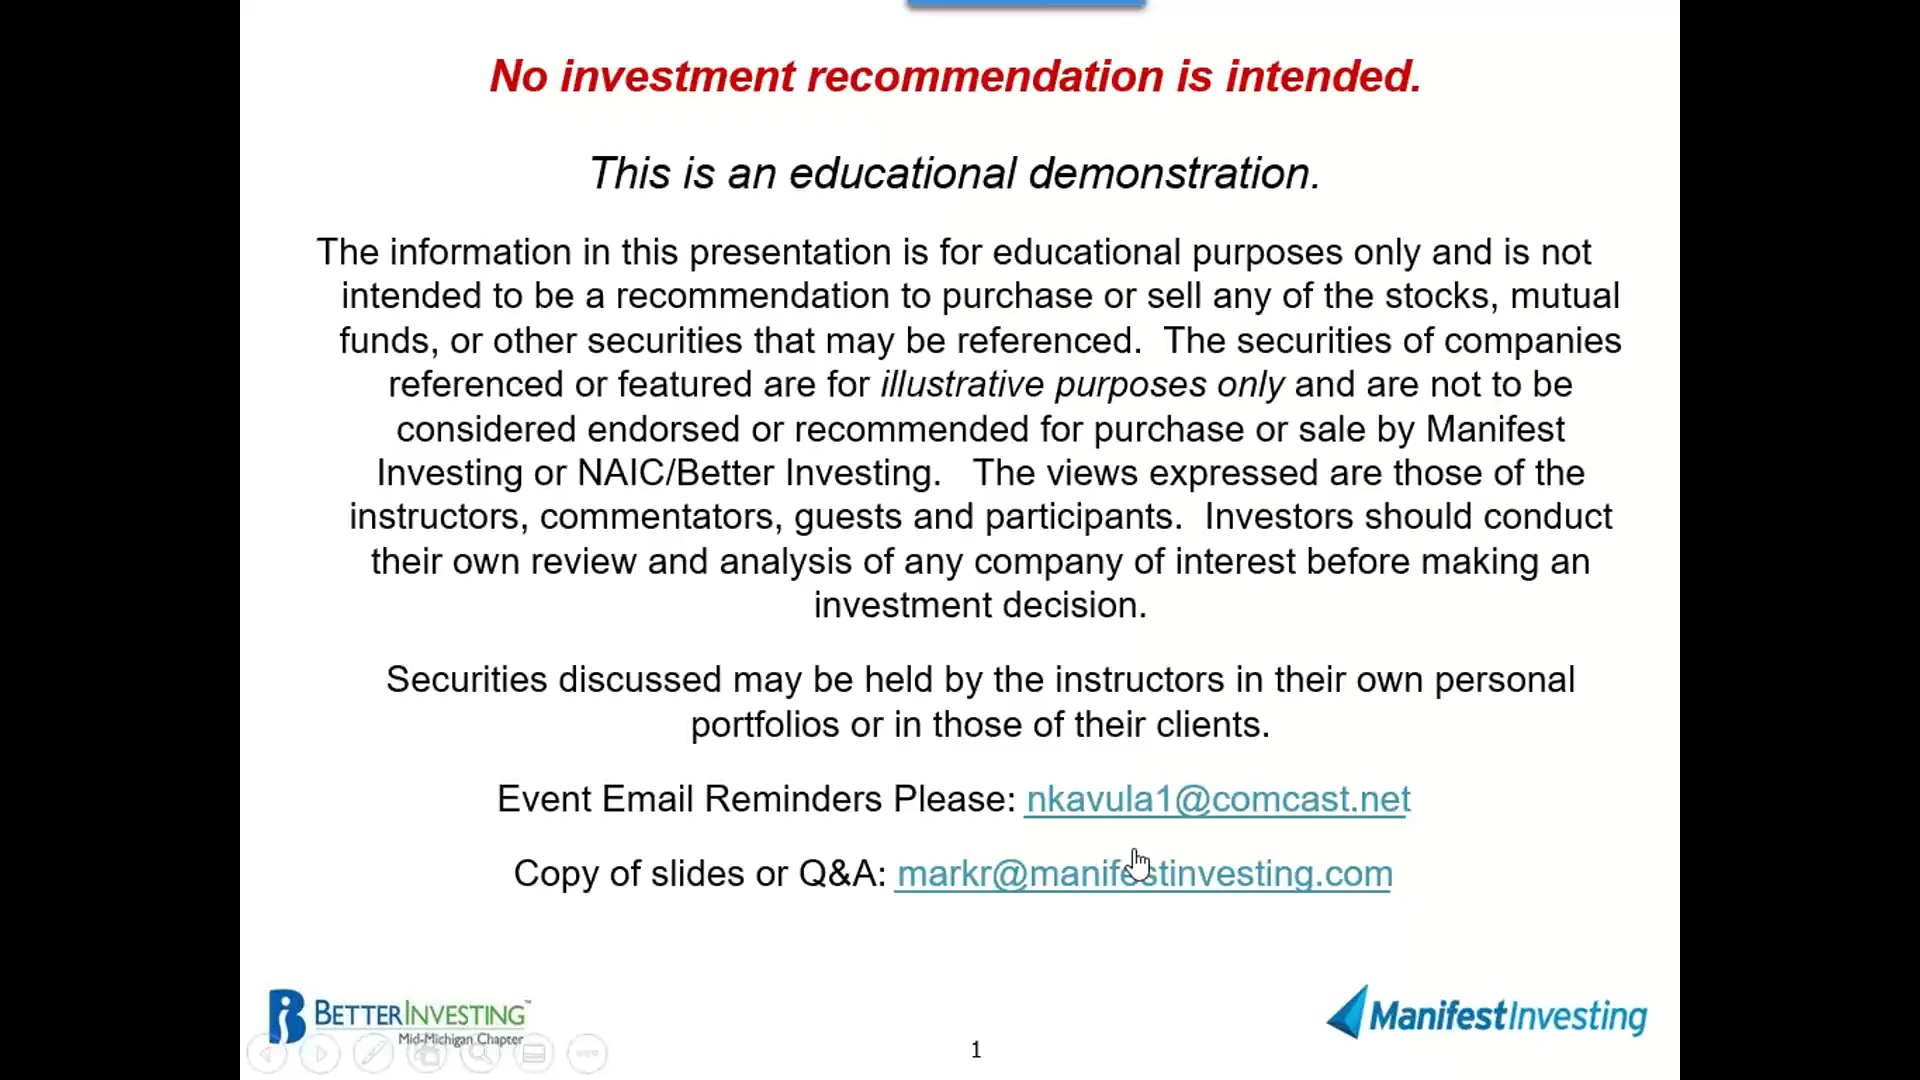 No investment recommendation is intended.
This is an educational demonstration.
The information in this presentation is for educational purposes only and is not
intended to be a recommendation to purchase or sell any of the stocks, mutual
funds, or other securities that may be referenced.  The securities of companies
referenced or featured are for illustrative purposes only and are not to be
considered endorsed or recommended for purchase or sale by Manifest
Investing or NAIC/Better Investing.   The views expressed are those of the
instructors, commentators, guests and participants.  Investors should conduct
their own review and analysis of any company of interest before making an
investment decision.
Securities discussed may be held by the instructors in their own personal
portfolios or in those of their clients.
Event Email Reminders Please: nkavula1@comcast.net
Copy of slides or Q&A: markr@manifestinvesting.com
BETTERINVESTING™
Mid-Michigan Chapter
ManifestInvesting
1